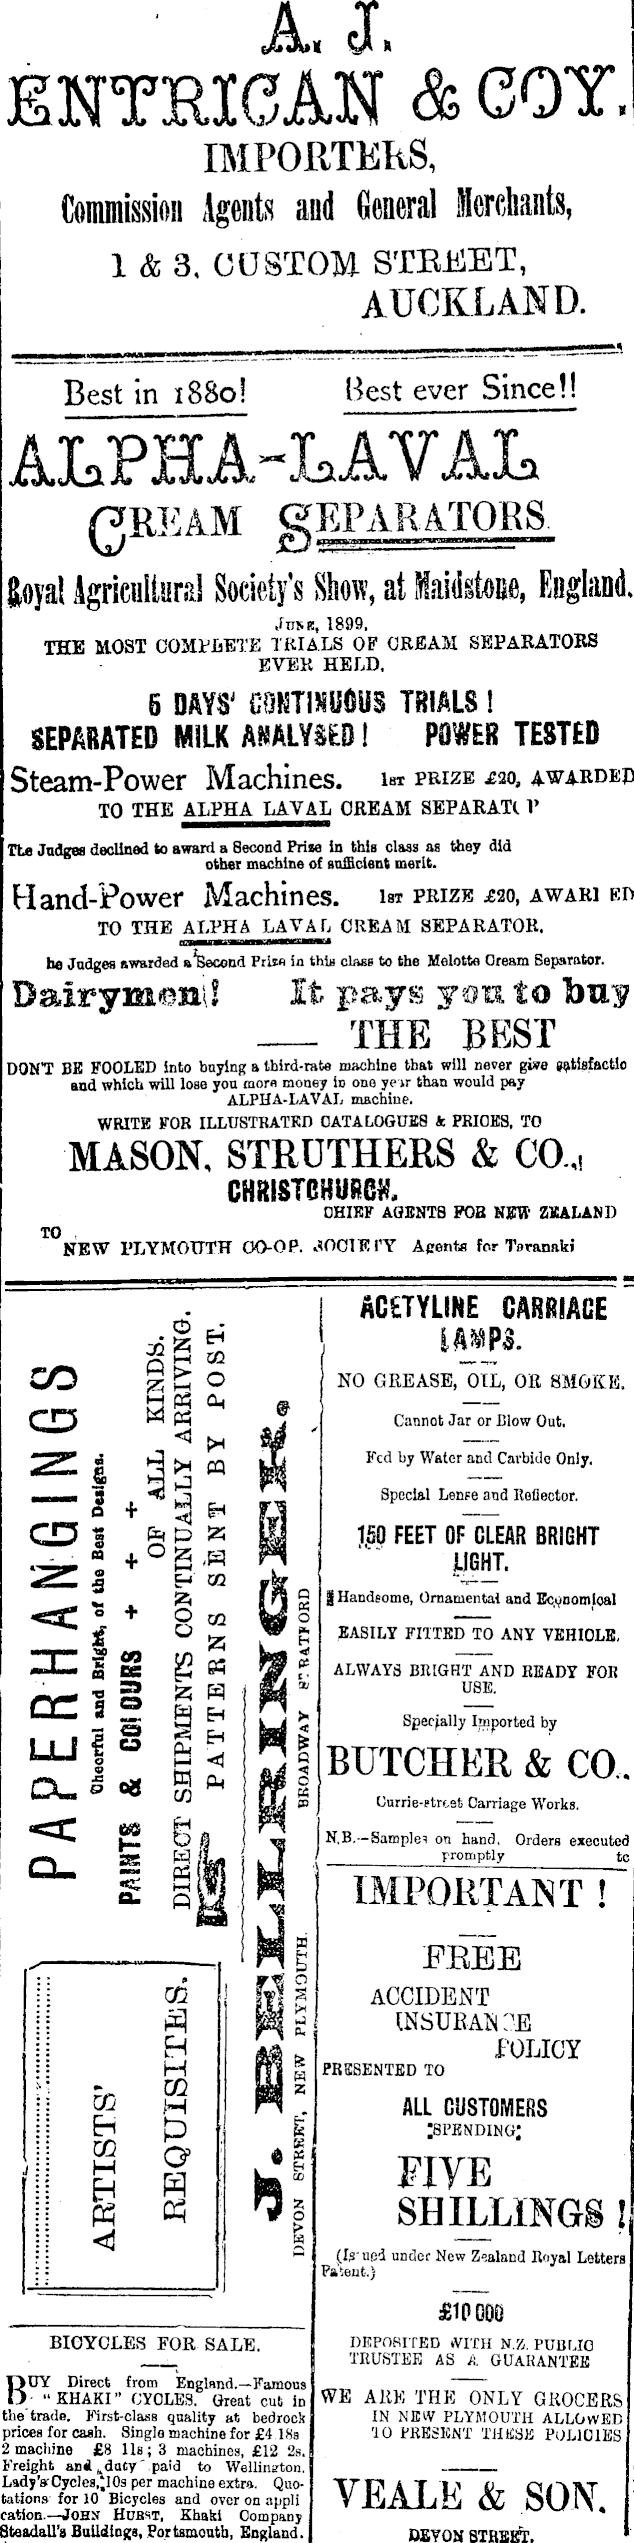 A. J.
ENTRICAN & COY.
IMPORTERS,
Commission Agents and General Merchants,
1 & 3, CUSTOM STREET,
AUCKLAND.
Best in 1880! Best ever Since!!
ALPHA-LAVAL
CREAM SEPARATORS.
Royal Agricultural Society's Show, at Maidstone, England.
JUNE, 1899,
THE MOST COMPLETE TRIALS OF CREAM SEPARATORS
EVER HELD.
5 DAYS' CONTINUOUS TRIALS!
SEPARATED MILK ANALYSED! POWER TESTED
Steam-Power Machines. 1ST PRIZE £20, AWARDED
TO THE ALPHA LAVAL CREAM SEPARAT
The Judges declined to award a Second Prize in this class as they did
other machine of sufficient merit.
Hand-Power Machines. 1ST PRIZE £20, AWARDED
TO THE ALPHA LAVAL CREAM SEPARATOR.
he Judges awarded a Second Prize in this class to the Melotte Cream Separator.
Dairymen! It pays you to buy
THE BEST
DON'T BE FOOLED into buying a third-rate machine that will never give satisfactio
and which will lose you more money in one year than would pay
ALPHA-LAVAL machine.
WRITE FOR ILLUSTRATED CATALOGUES & PRICES, TO
MASON, STRUTHERS & CO.,
CHRISTCHURCH.
CHIEF AGENTS FOR NEW ZEALAND
TO
NEW PLYMOUTH CO-OP. SOCIETY Agents for Taranaki
PAPERHANGINGS
Cheerful and Bright, of the Best Designs.
PAINTS & COLOURS + + +
OF ALL KINDS.
DIRECT SHIPMENTS CONTINUALLY ARRIVING.
PATTERNS SENT BY POST.
J. BELLRINGER.
DEVON STREET, NEW PLYMOUTH. BROADWAY STRATFORD
ARTISTS'
REQUISITES.
BICYCLES FOR SALE.
BUY Direct from England.—Famous
"KHAKI" CYCLES. Great cut in
the trade. First-class quality at bedrock
prices for cash. Single machine for £4 18s
2 machine £8 11s; 3 machines, £12 2s.
Freight and duty paid to Wellington.
Lady's Cycles, 10s per machine extra. Quo-
tations for 10 Bicycles and over on appli
cation.—JOHN HURST, Khaki Company
Steadall's Buildings, Portsmouth, England.
ACETYLINE CARRIAGE
LAMPS.
NO GREASE, OIL, OR SMOKE.
Cannot Jar or Blow Out.
Fed by Water and Carbide Only.
Special Lense and Reflector.
150 FEET OF CLEAR BRIGHT
LIGHT.
Handsome, Ornamental and Economical
EASILY FITTED TO ANY VEHICLE.
ALWAYS BRIGHT AND READY FOR
USE.
Specially Imported by
BUTCHER & CO.,
Currie-street Carriage Works.
N.B.—Samples on hand. Orders executed
promptly tc
IMPORTANT!
FREE
ACCIDENT
INSURANCE
POLICY
PRESENTED TO
ALL CUSTOMERS
SPENDING
FIVE
SHILLINGS!
(Issued under New Zealand Royal Letters
Patent.)
£10 000
DEPOSITED WITH N.Z. PUBLIC
TRUSTEE AS A GUARANTEE
WE ARE THE ONLY GROCERS
IN NEW PLYMOUTH ALLOWED
TO PRESENT THESE POLICIES
VEALE & SON.
DEVON STREET.